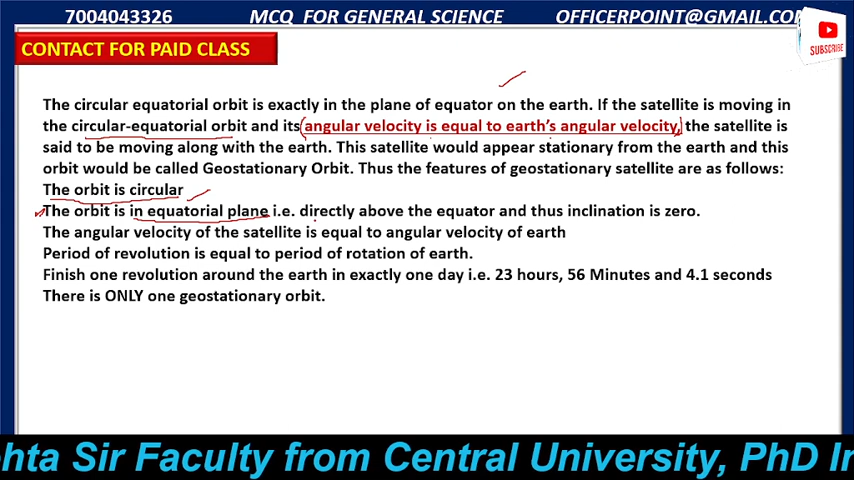 7004043326 MCQ FOR GENERAL SCIENCE OFFICERPOINT@GMAIL.CO
SUBSCRIBE
CONTACT FOR PAID CLASS
The circular equatorial orbit is exactly in the plane of equator on the earth. If the satellite is moving in
the circular-equatorial orbit and its (angular velocity is equal to earth's angular velocity,) the satellite is
said to be moving along with the earth. This satellite would appear stationary from the earth and this
orbit would be called Geostationary Orbit. Thus the features of geostationary satellite are as follows:
The orbit is circular
The orbit is in equatorial plane i.e. directly above the equator and thus inclination is zero.
The angular velocity of the satellite is equal to angular velocity of earth
Period of revolution is equal to period of rotation of earth.
Finish one revolution around the earth in exactly one day i.e. 23 hours, 56 Minutes and 4.1 seconds
There is ONLY one geostationary orbit.
hta Sir Faculty from Central University, PhD In